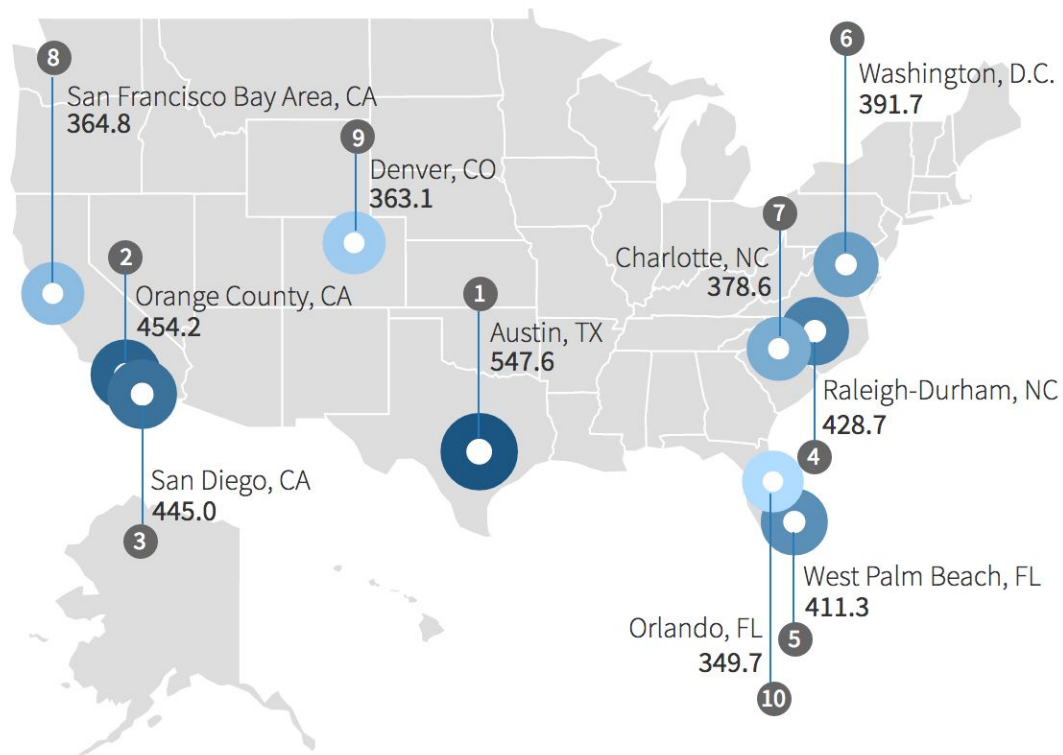 6
Washington, D.C.
391.7
8
San Francisco Bay Area, CA
364.8
9
Denver, CO
363.1
7
Charlotte, NC
378.6
2
Orange County, CA
454.2
1
Austin, TX
547.6
Raleigh-Durham, NC
428.7
4
San Diego, CA
445.0
3
West Palm Beach, FL
411.3
5
Orlando, FL
349.7
10